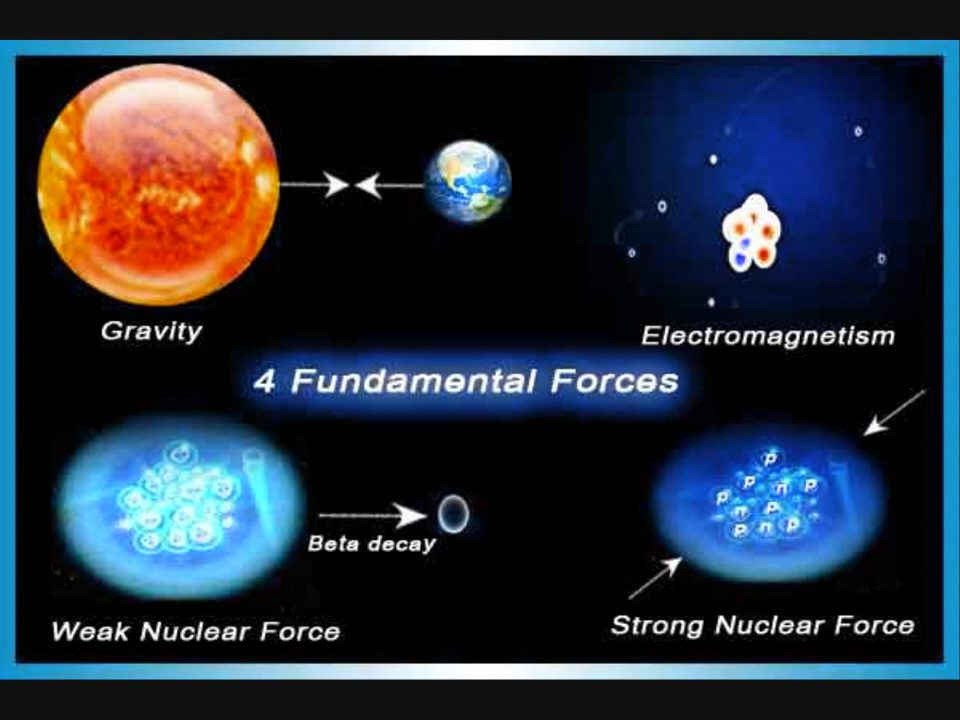 Gravity
Electromagnetism
4 Fundamental Forces
P
P
P
n
P
n
P
P
n
P
Beta decay
Weak Nuclear Force
Strong Nuclear Force